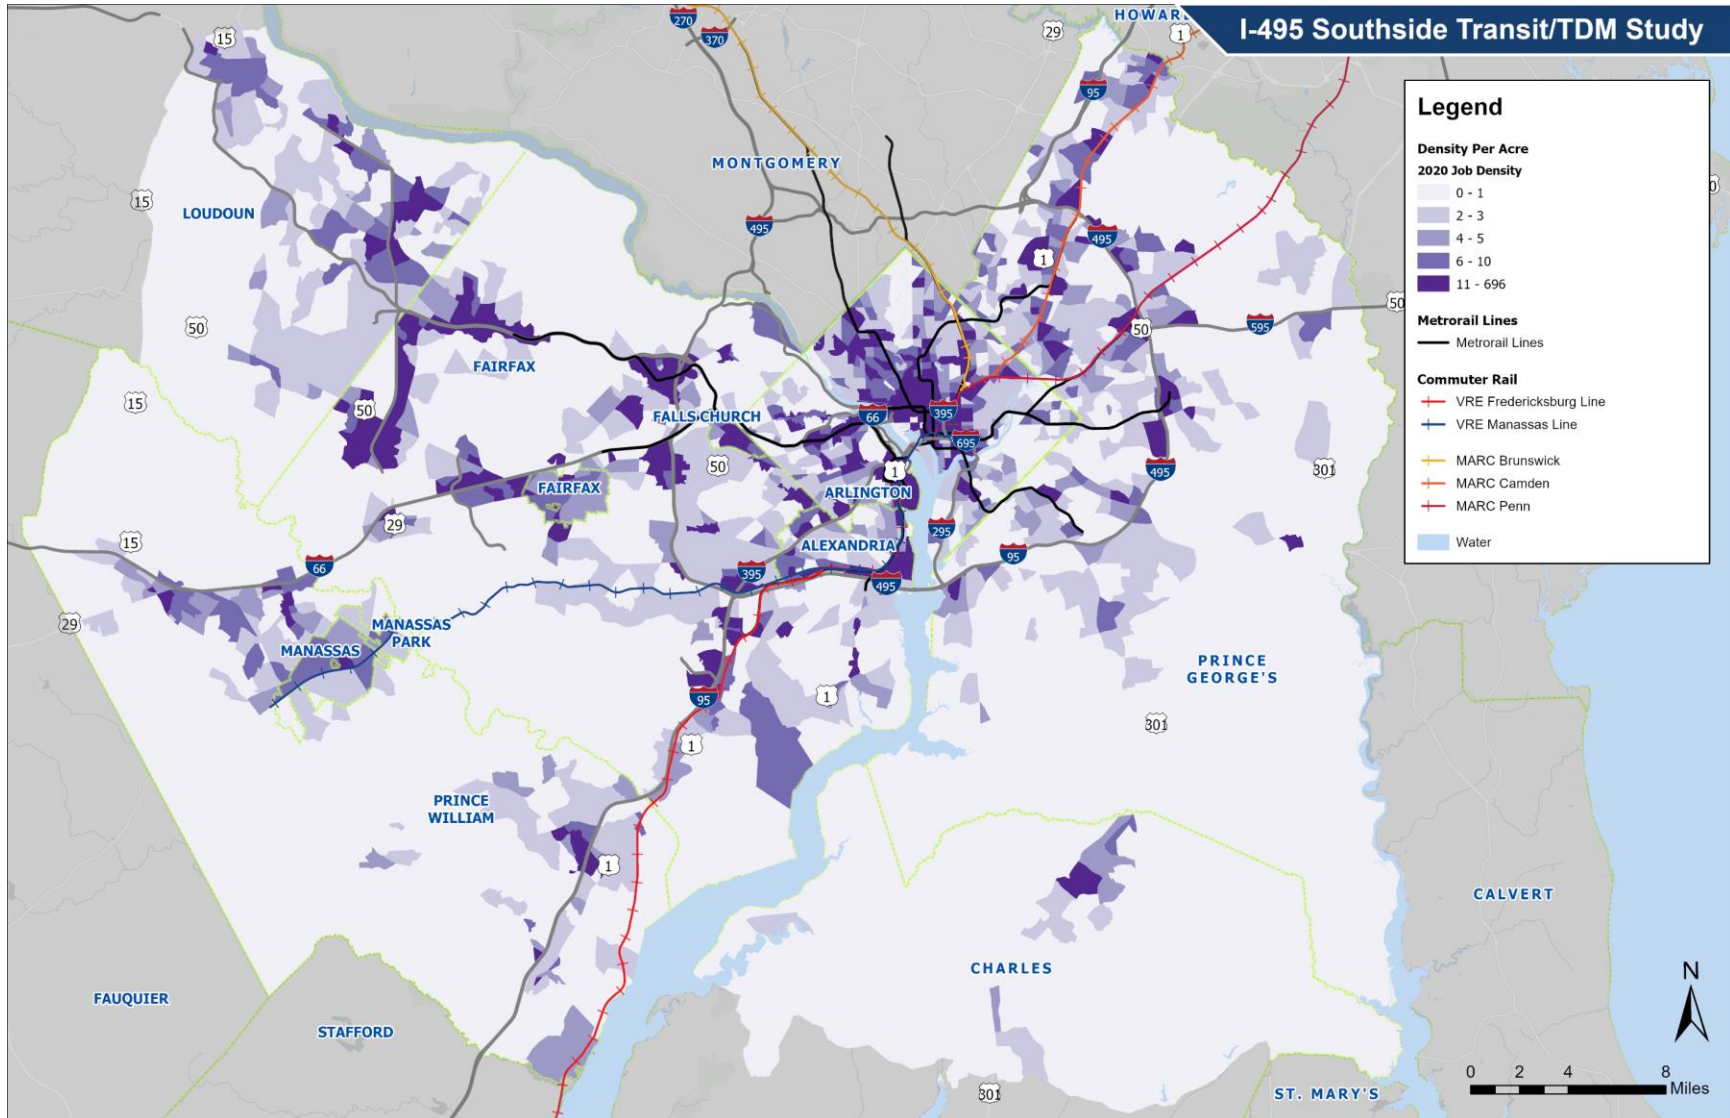 I-495 Southside Transit/TDM Study
HOWAR
270
370
29
1
15
95
MONTGOMERY
15
LOUDOUN
495
495
1
50
50
50
595
FAIRFAX
15
50
FALLS CHURCH
66
395
695
50
1
495
301
FAIRFAX
ARLINGTON
29
295
15
ALEXANDRIA
95
66
395
495
29
MANASSAS
PARK
MANASSAS
PRINCE
GEORGE'S
95
1
301
1
PRINCE
WILLIAM
1
CALVERT
CHARLES
FAUQUIER
STAFFORD
301
ST. MARY'S
Legend
Density Per Acre
2020 Job Density
0 - 1
2 - 3
4 - 5
6 - 10
11 - 696
Metrorail Lines
Metrorail Lines
Commuter Rail
VRE Fredericksburg Line
VRE Manassas Line
MARC Brunswick
MARC Camden
MARC Penn
Water
N
0 2 4 8
Miles